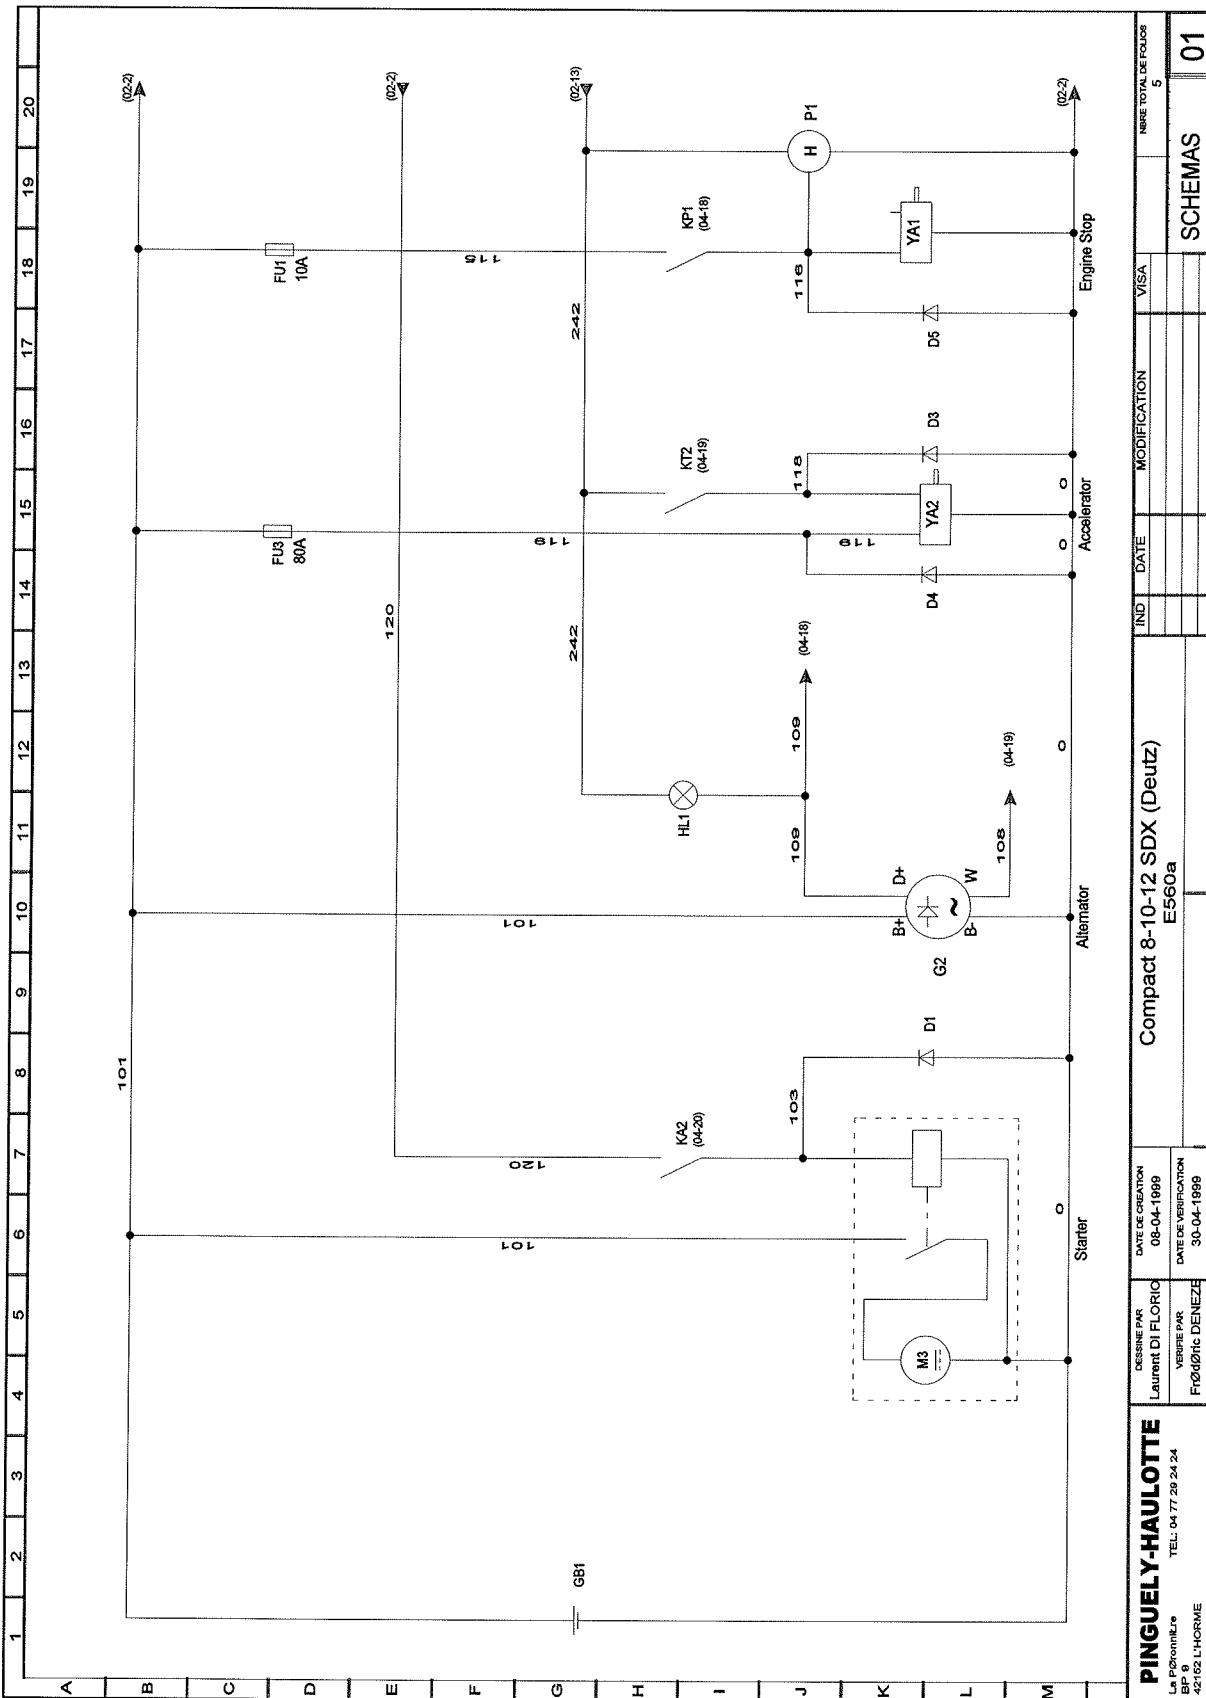 1 2 3 4 5 6 7 8 9 10 11 12 13 14 15 16 17 18 19 20
A
B
C
D
E
F
G
H
I
J
K
L
M
(02-2)
(02-2)
(02-13)
(02-2)
101
FU3
80A
FU1
10A
120
115
242
242
119
101
101
120
GB1
KA2
(04-20)
HL1
KT2
(04-19)
KP1
(04-18)
103
109
109
(04-18)
118
116
H
P1
119
M3
D1
G2
B+
D+
B-
W
108
(04-19)
D4
YA2
D3
D5
YA1
0
0
0
0
Starter
Alternator
Accelerator
Engine Stop
PINGUELY-HAULOTTE
BP 9
42152 L'HORME
TEL: 04 77 29 24 24
DESSINE PAR
Laurent DI FLORIO
VERIFIE PAR
FrØdØric DENEZE
DATE DE CREATION
08-04-1999
DATE DE VERIFICATION
30-04-1999
Compact 8-10-12 SDX (Deutz)
E560a
IND
DATE
MODIFICATION
VISA
NBRE TOTAL DE FOLIOS
5
SCHEMAS
01